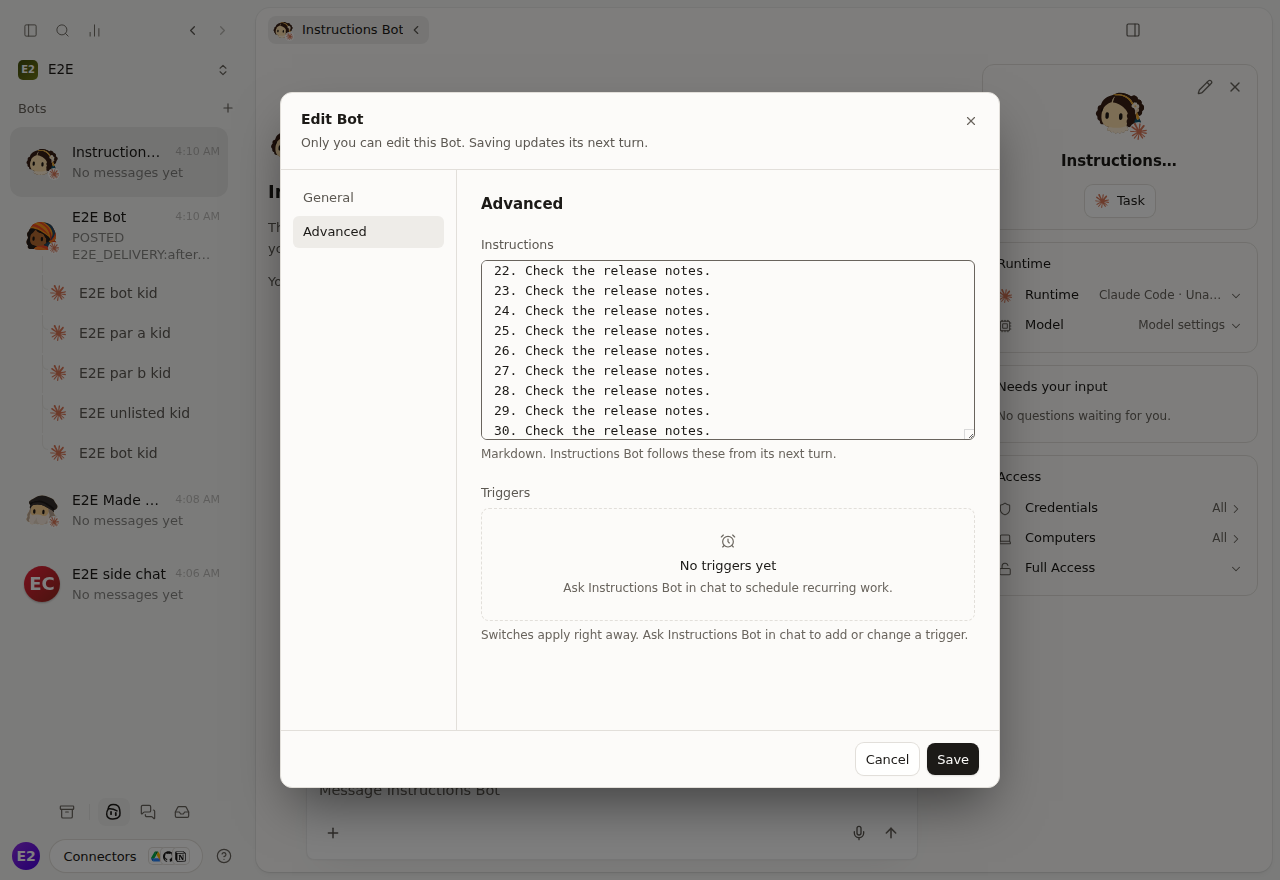 Instructions Bot
E2 E2E
Bots
Instruction... 4:10 AM
No messages yet
E2E Bot 4:10 AM
POSTED
E2E_DELIVERY:after...
E2E bot kid
E2E par a kid
E2E par b kid
E2E unlisted kid
E2E bot kid
E2E Made ... 4:08 AM
No messages yet
EC
E2E side chat 4:06 AM
No messages yet
E2 Connectors
Edit Bot
Only you can edit this Bot. Saving updates its next turn.
General
Advanced
Advanced
Instructions
22. Check the release notes.
23. Check the release notes.
24. Check the release notes.
25. Check the release notes.
26. Check the release notes.
27. Check the release notes.
28. Check the release notes.
29. Check the release notes.
30. Check the release notes.
Markdown. Instructions Bot follows these from its next turn.
Triggers
No triggers yet
Ask Instructions Bot in chat to schedule recurring work.
Switches apply right away. Ask Instructions Bot in chat to add or change a trigger.
Cancel
Save
Message Instructions Bot
Instructions...
Task
Runtime
Runtime Claude Code · Una...
Model Model settings
Needs your input
No questions waiting for you.
Access
Credentials All
Computers All
Full Access